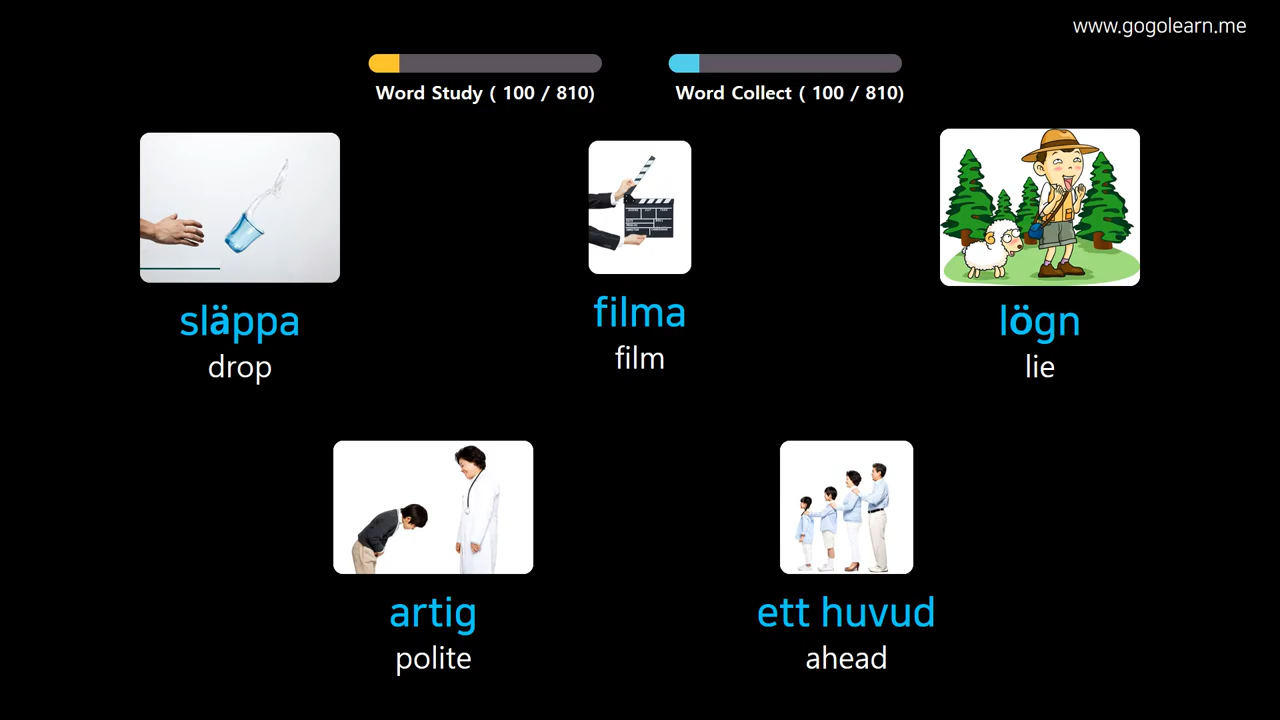 www.gogolearn.me
Word Study ( 100 / 810)
Word Collect ( 100 / 810)
släppa
drop
filma
film
lögn
lie
artig
polite
ett huvud
ahead